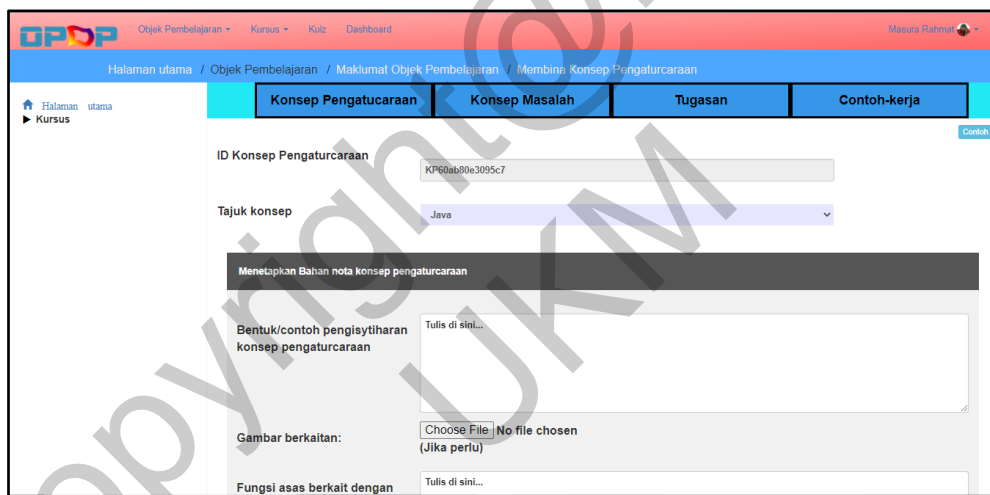 OPOP
Objek Pembelajaran Kursus Kuiz Dashboard Masura Rahmat
Halaman utama / Objek Pembelajaran / Maklumat Objek Pembelajaran / Membina Konsep Pengaturcaraan
Halaman utama
Kursus
Konsep Pengatucaraan Konsep Masalah Tugasan Contoh-kerja
Contoh
ID Konsep Pengaturcaraan
KP60ab80e3095c7
Tajuk konsep
Java
Menetapkan Bahan nota konsep pengaturcaraan
Bentuk/contoh pengisytiharan
konsep pengaturcaraan
Tulis di sini...
Gambar berkaitan:
Choose File No file chosen
(Jika perlu)
Fungsi asas berkait dengan
Tulis di sini...
opyright@
UKM